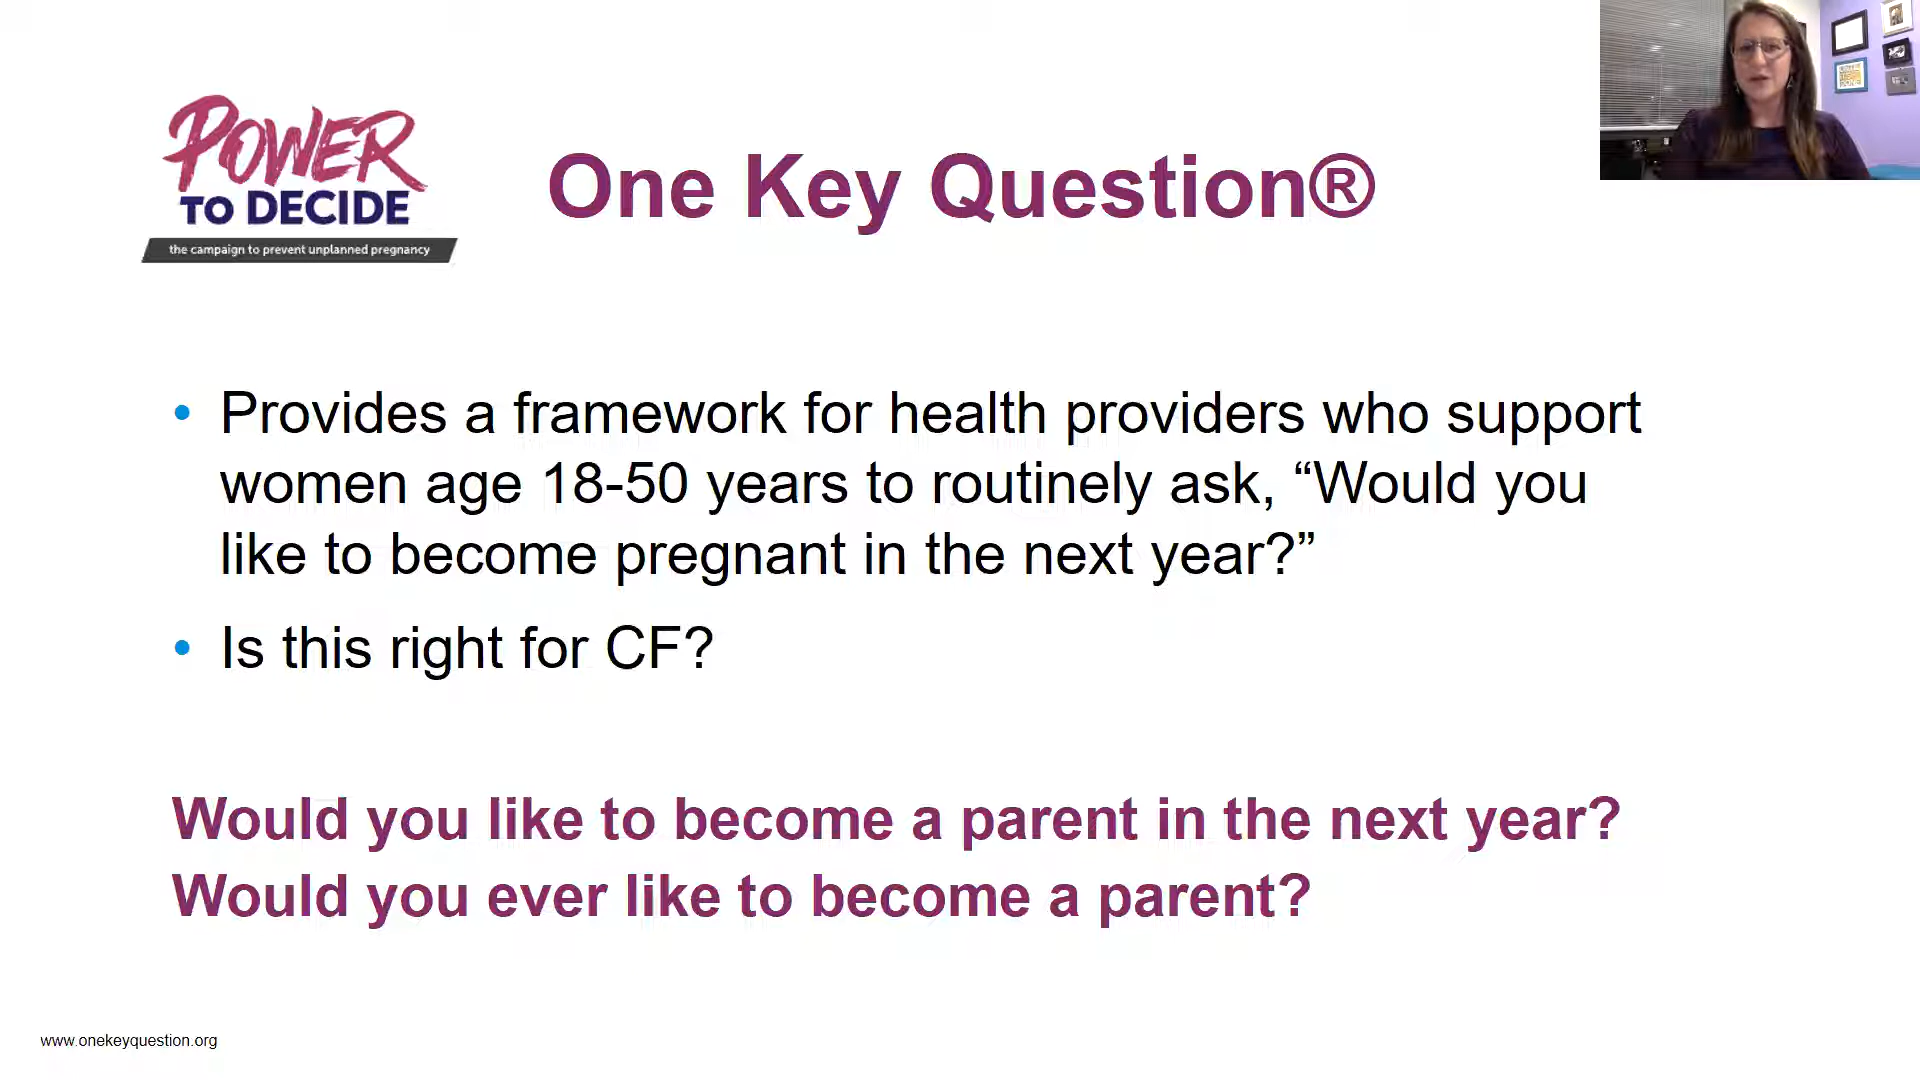 POWER
TO DECIDE
the campaign to prevent unplanned pregnancy
One Key Question®
• Provides a framework for health providers who support
women age 18-50 years to routinely ask, “Would you
like to become pregnant in the next year?”
• Is this right for CF?
Would you like to become a parent in the next year?
Would you ever like to become a parent?
www.onekeyquestion.org